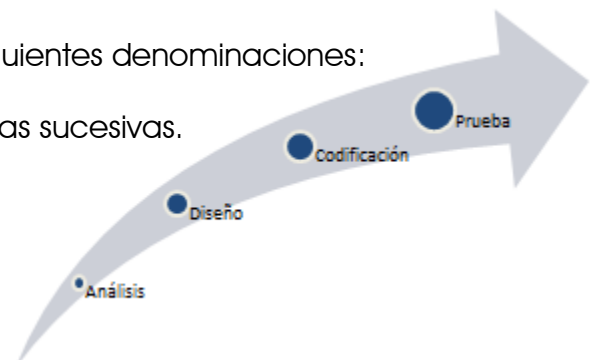 uientes denominaciones:
as sucesivas.
Prueba
Codificación
Diseño
Análisis